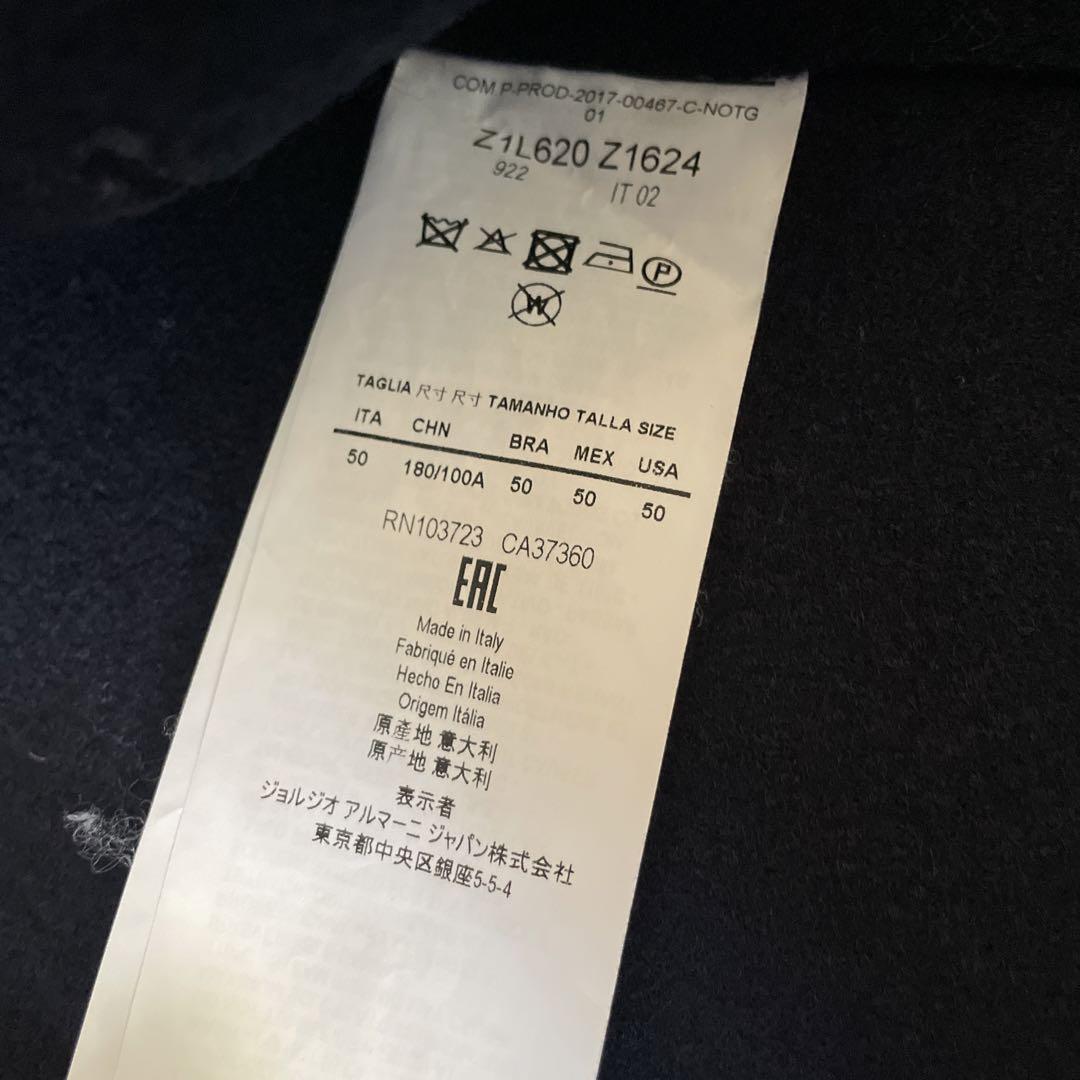 COM P-PROD-2017-00467-C-NOTG
01
Z1L620 Z1624
922 IT 02
P
W
TAGLIA 尺寸 尺寸 TAMANHO TALLA SIZE
ITA CHN BRA MEX USA
50 180/100A 50 50 50
RN103723 CA37360
EAC
Made in Italy
Fabriqué en Italie
Hecho En Italia
Origem Itália
原產地 意大利
原产地 意大利
表示者
ジョルジオ アルマーニ ジャパン株式会社
東京都中央区銀座5-5-4